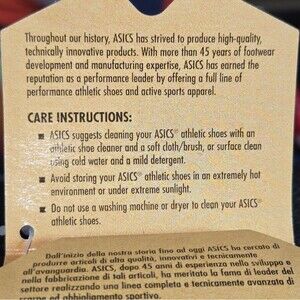 Throughout our history, ASICS has strived to produce high-quality,
technically innovative products. With more than 45 years of footwear
development and manufacturing expertise, ASICS has earned the
reputation as a performance leader by offering a full line of
performance athletic shoes and active sports apparel.
CARE INSTRUCTIONS:
■ ASICS suggests cleaning your ASICS® athletic shoes with an
athletic shoe cleaner and a soft cloth/brush, or surface clean
using cold water and a mild detergent.
■ Avoid storing your ASICS® athletic shoes in an extremely hot
environment or under extreme sunlight.
■ Do not use a washing machine or dryer to clean your ASICS®
athletic shoes.
Dall'inizio della nostra storia fino ad oggi ASICS ha cercato di
produrre articoli di alta qualità, innovativi e tecnicamente
all'avanguardia. ASICS, dopo 45 anni di esperienza nello sviluppo e
nella fabbricazione di tali articoli, ha meritato la fama di leader del
settore realizzando una linea completa e tecnicamente avanzata di
scarpe ed abbigliamento sportivo.